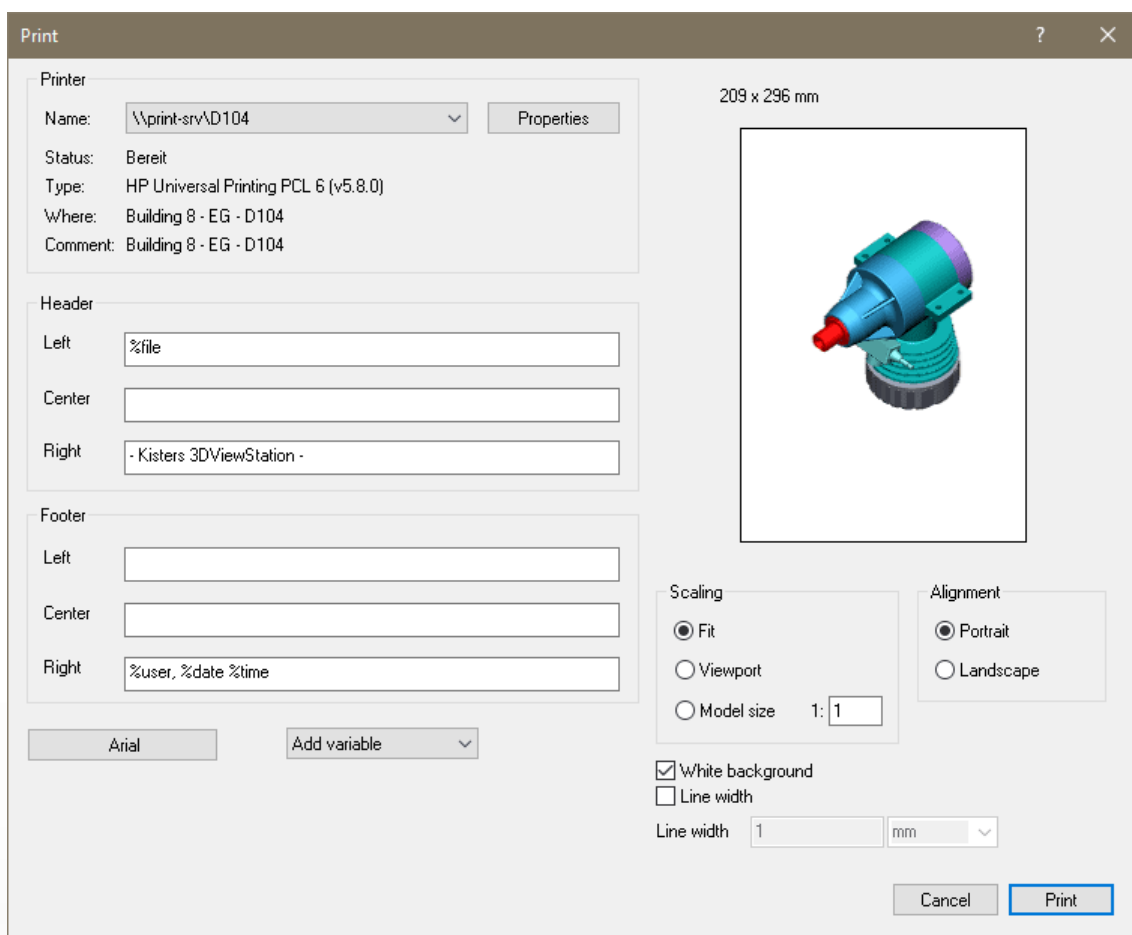 Print
Printer
Name: \\print-srv\D104 Properties
Status: Bereit
Type: HP Universal Printing PCL 6 (v5.8.0)
Where: Building 8 - EG - D104
Comment: Building 8 - EG - D104
Header
Left %file
Center
Right - Kisters 3DViewStation -
Footer
Left
Center
Right %user, %date %time
Arial Add variable
209 x 296 mm
Scaling
Fit
Viewport
Model size 1: 1
Alignment
Portrait
Landscape
White background
Line width
Line width 1 mm
Cancel Print